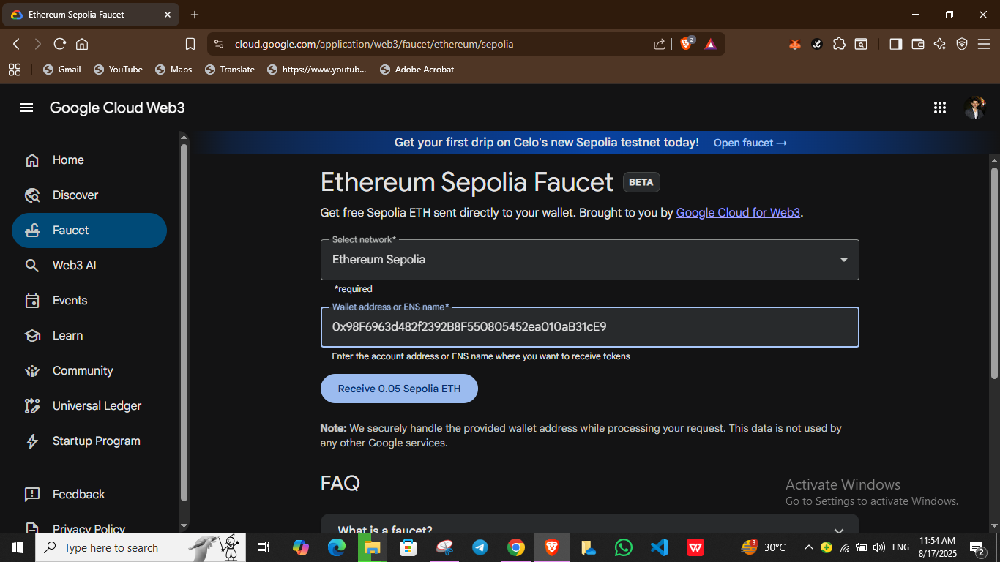 Ethereum Sepolia Faucet
cloud.google.com/application/web3/faucet/ethereum/sepolia
2
Gmail
YouTube
Maps
Translate
https://www.youtub...
Adobe Acrobat
Google Cloud Web3
Get your first drip on Celo's new Sepolia testnet today! Open faucet →
Home
Discover
Faucet
Web3 AI
Events
Learn
Community
Universal Ledger
Startup Program
Feedback
Privacy Policy
Ethereum Sepolia Faucet BETA
Get free Sepolia ETH sent directly to your wallet. Brought to you by Google Cloud for Web3.
Select network*
Ethereum Sepolia
*required
Wallet address or ENS name*
0x98F6963d482f2392B8F550805452ea010aB31cE9
Enter the account address or ENS name where you want to receive tokens
Receive 0.05 Sepolia ETH
Note: We securely handle the provided wallet address while processing your request. This data is not used by
any other Google services.
FAQ
What is a faucet?
Activate Windows
Go to Settings to activate Windows.
Type here to search
3
30°C
ENG
11:54 AM
8/17/2025
2